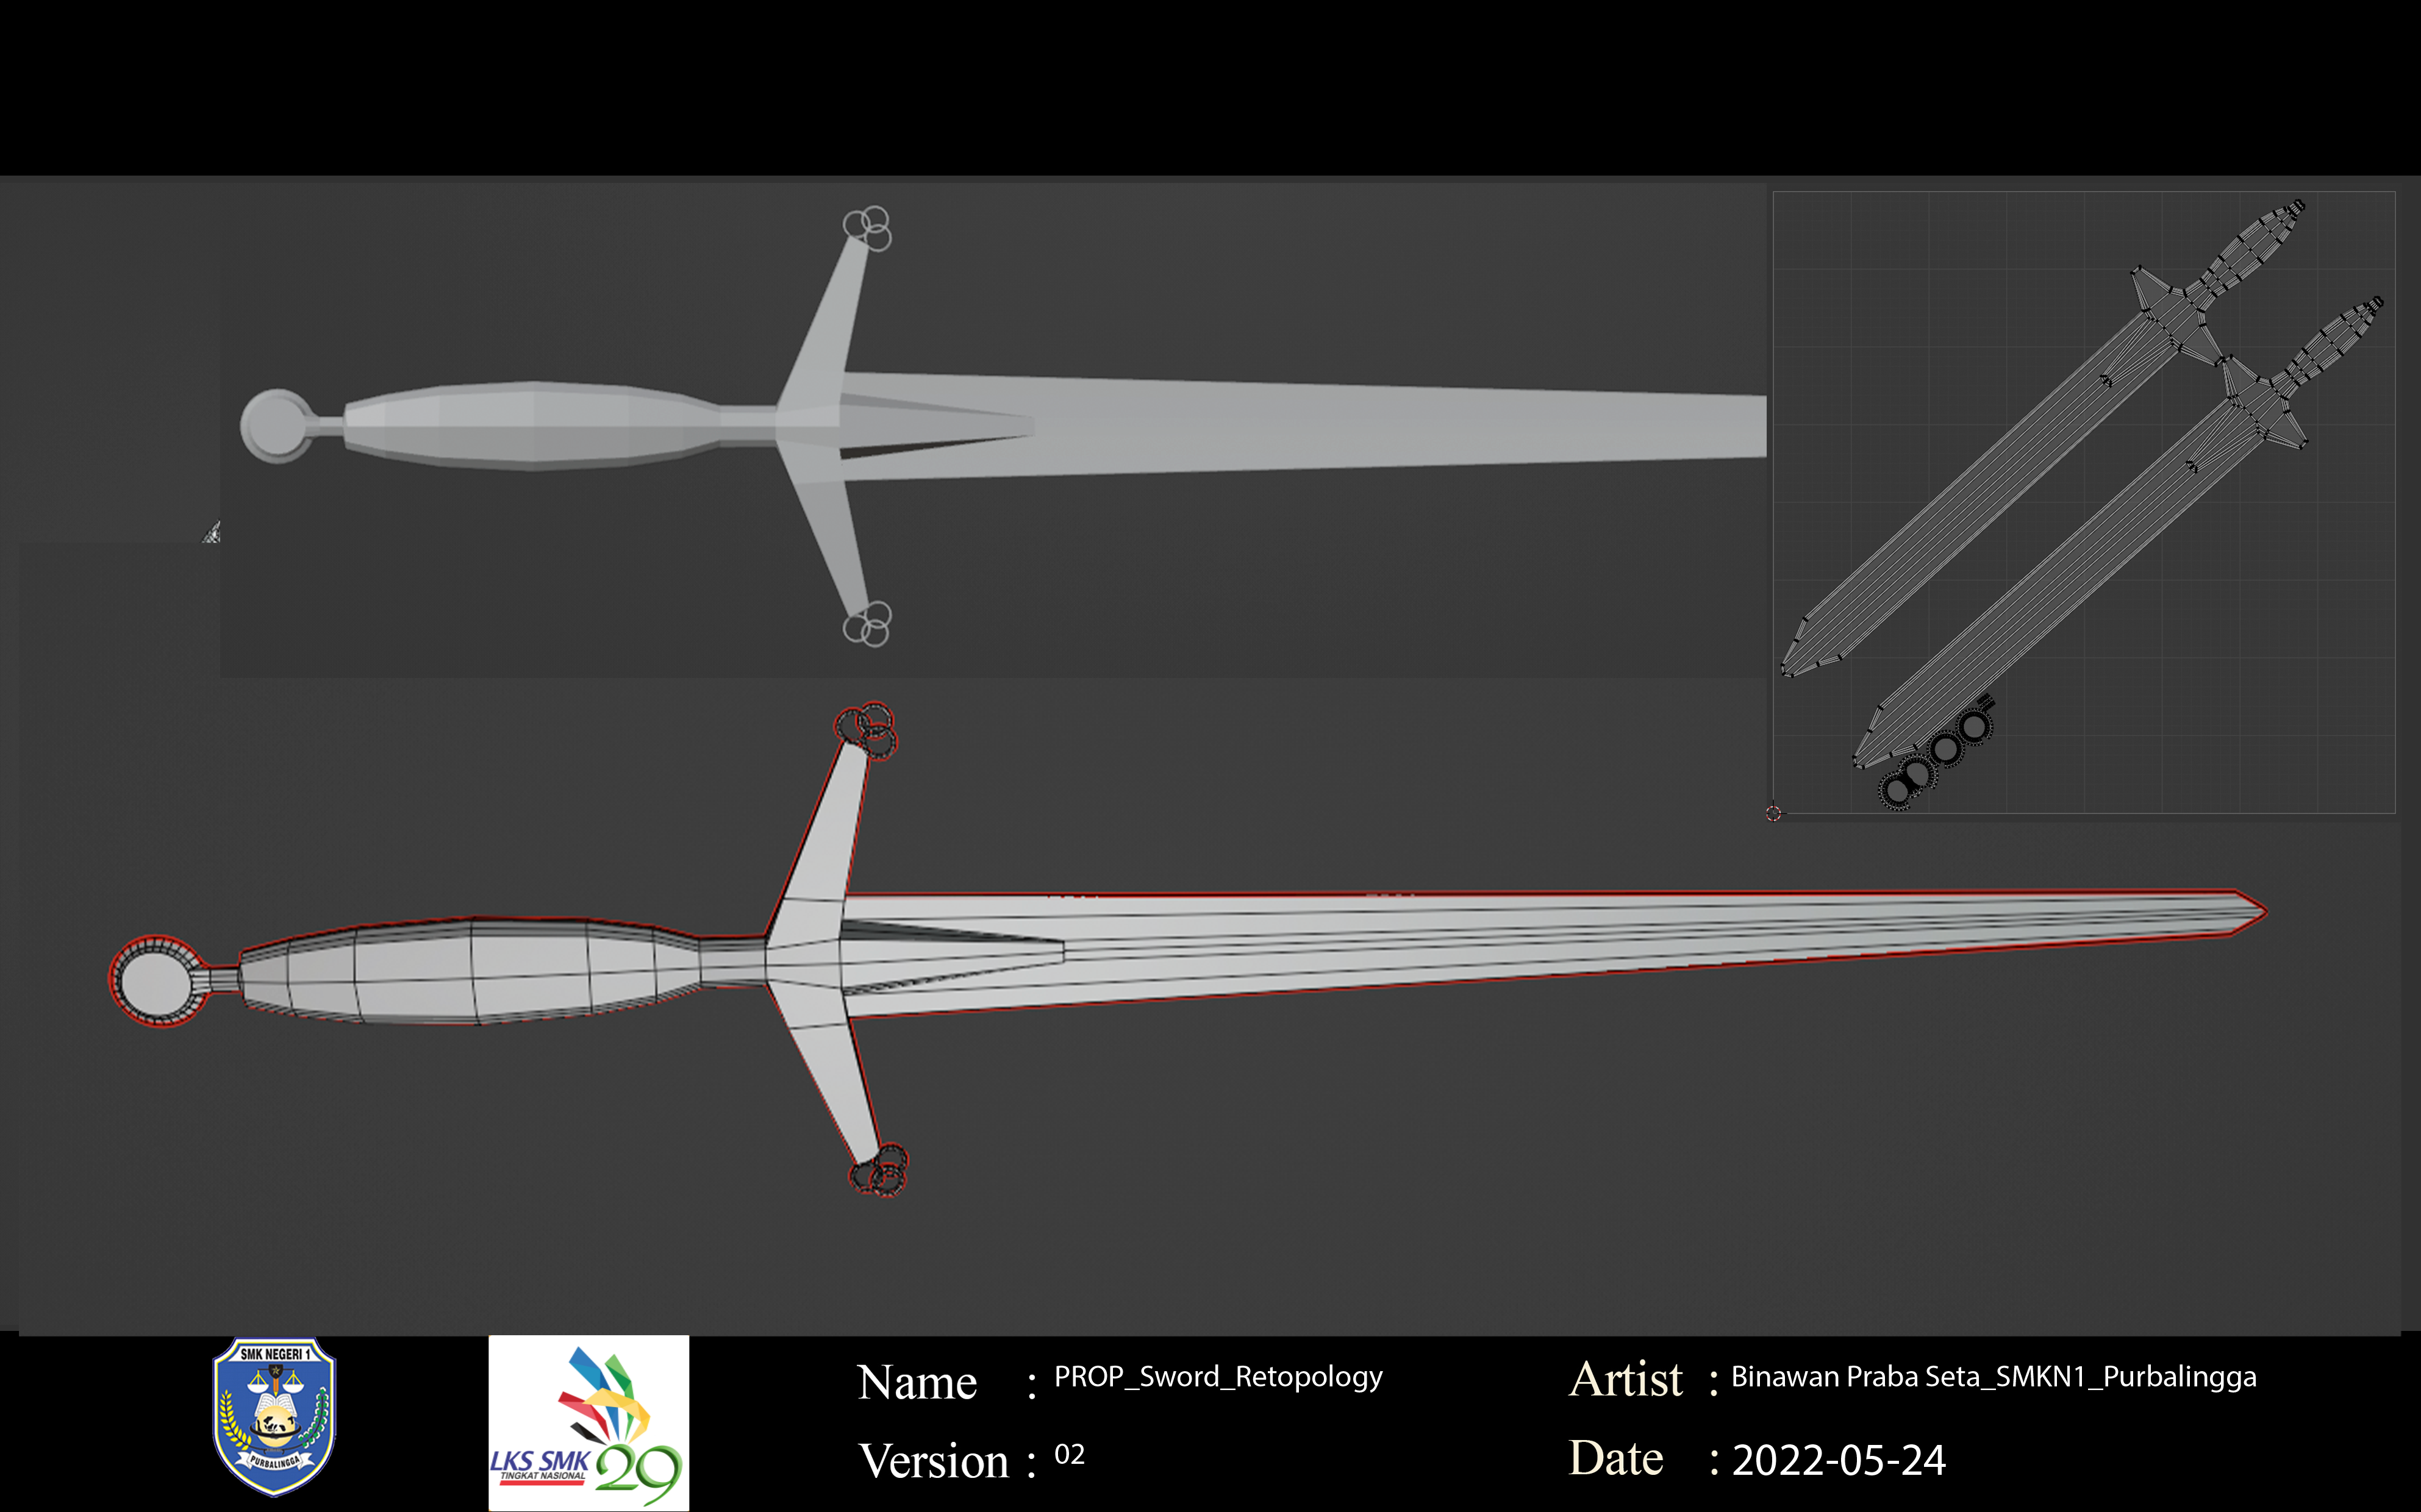 SMK NEGERI 1
PURBALINGGA
LKS SMK 29
TINGKAT NASIONAL
Name : PROP_Sword_Retopology
Version : 02
Artist : Binawan Praba Seta_SMKN1_Purbalingga
Date : 2022-05-24